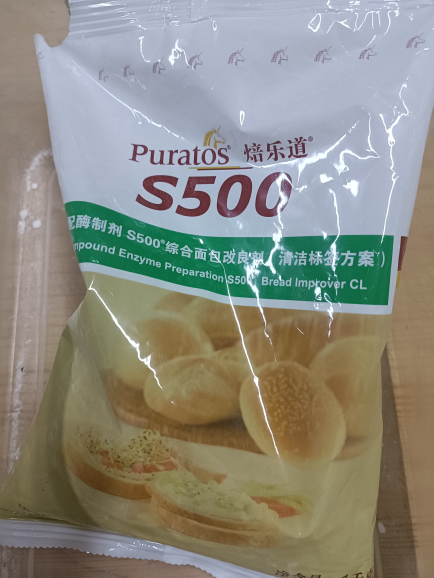 Puratos® 焙乐道®
S500
配酶制剂 S500®综合面包改良剂（清洁标签方案*）
mpound Enzyme Preparation S500® Bread Improver CL